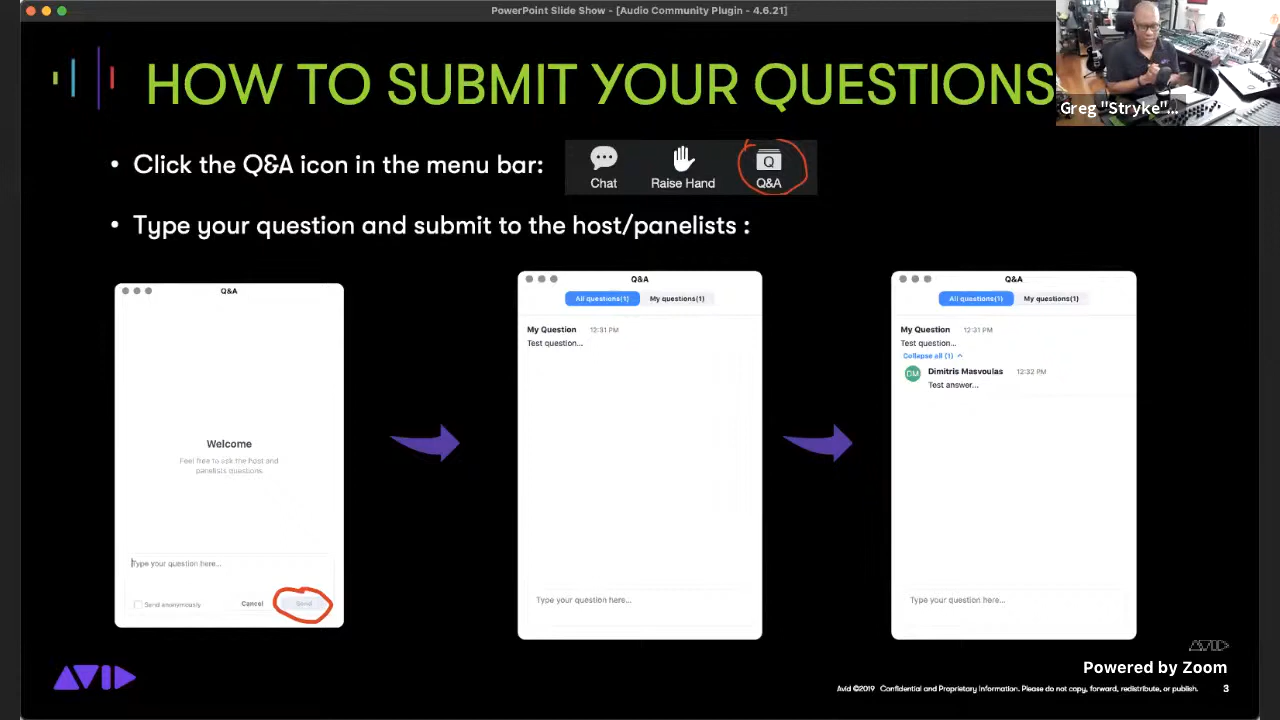 PowerPoint Slide Show - [Audio Community Plugin - 4.6.21]
HOW TO SUBMIT YOUR QUESTIONS
Greg "Stryke"...
• Click the Q&A icon in the menu bar:
Chat
Raise Hand
Q
Q&A
• Type your question and submit to the host/panelists :
Q&A
Welcome
Feel free to ask the host and
panelists questions.
Type your question here...
Send anonymously
Cancel
Send
Q&A
All questions(1)
My questions(1)
My Question 12:31 PM
Test question...
Type your question here...
Q&A
All questions(1)
My questions(1)
My Question 12:31 PM
Test question...
Collapse all (1)
DM
Dimitris Masvoulas 12:32 PM
Test answer...
Type your question here...
AVID
AVID
Powered by Zoom
Avid ©2019 Confidential and Proprietary Information. Please do not copy, forward, redistribute, or publish. 3